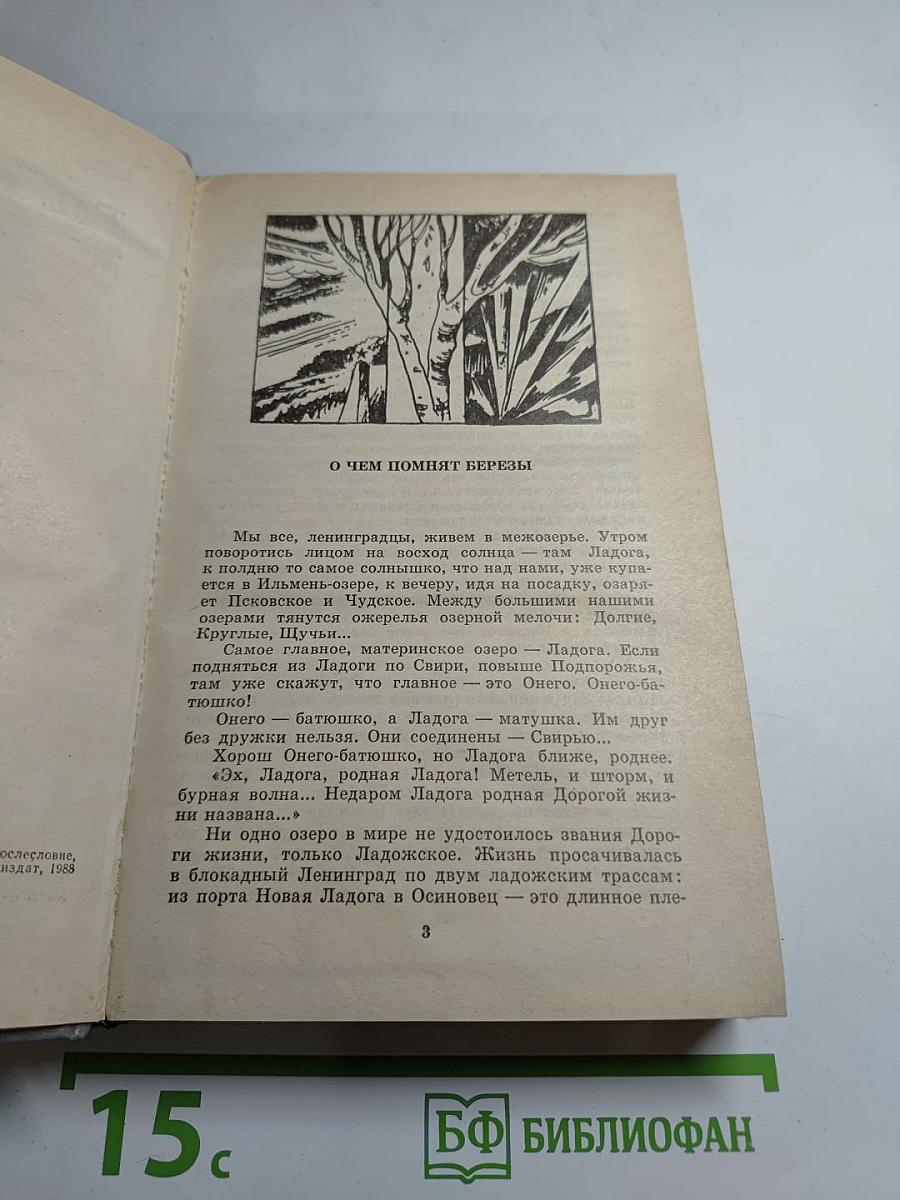 ослесловие,
издат, 1988
О ЧЕМ ПОМНЯТ БЕРЕЗЫ
Мы все, ленинградцы, живем в межозерье. Утром
поворотись лицом на восход солнца — там Ладога,
к полдню то самое солнышко, что над нами, уже купа-
ется в Ильмень-озере, к вечеру, идя на посадку, озаря-
ет Псковское и Чудское. Между большими нашими
озерами тянутся ожерелья озерной мелочи: Долгие,
Круглые, Щучьи...
Самое главное, материнское озеро — Ладога. Если
подняться из Ладоги по Свири, повыше Подпорожья,
там уже скажут, что главное — это Онего. Онего-ба-
тюшко!
Онего — батюшко, а Ладога — матушка. Им друг
без дружки нельзя. Они соединены — Свирью...
Хорош Онего-батюшко, но Ладога ближе, роднее.
«Эх, Ладога, родная Ладога! Метель, и шторм, и
бурная волна... Недаром Ладога родная Дорогой жиз-
ни названа...»
Ни одно озеро в мире не удостоилось звания Доро-
ги жизни, только Ладожское. Жизнь просачивалась
в блокадный Ленинград по двум ладожским трассам:
из порта Новая Ладога в Осиновец — это длинное пле-
3
15 с
БФ БИБЛИОФАН